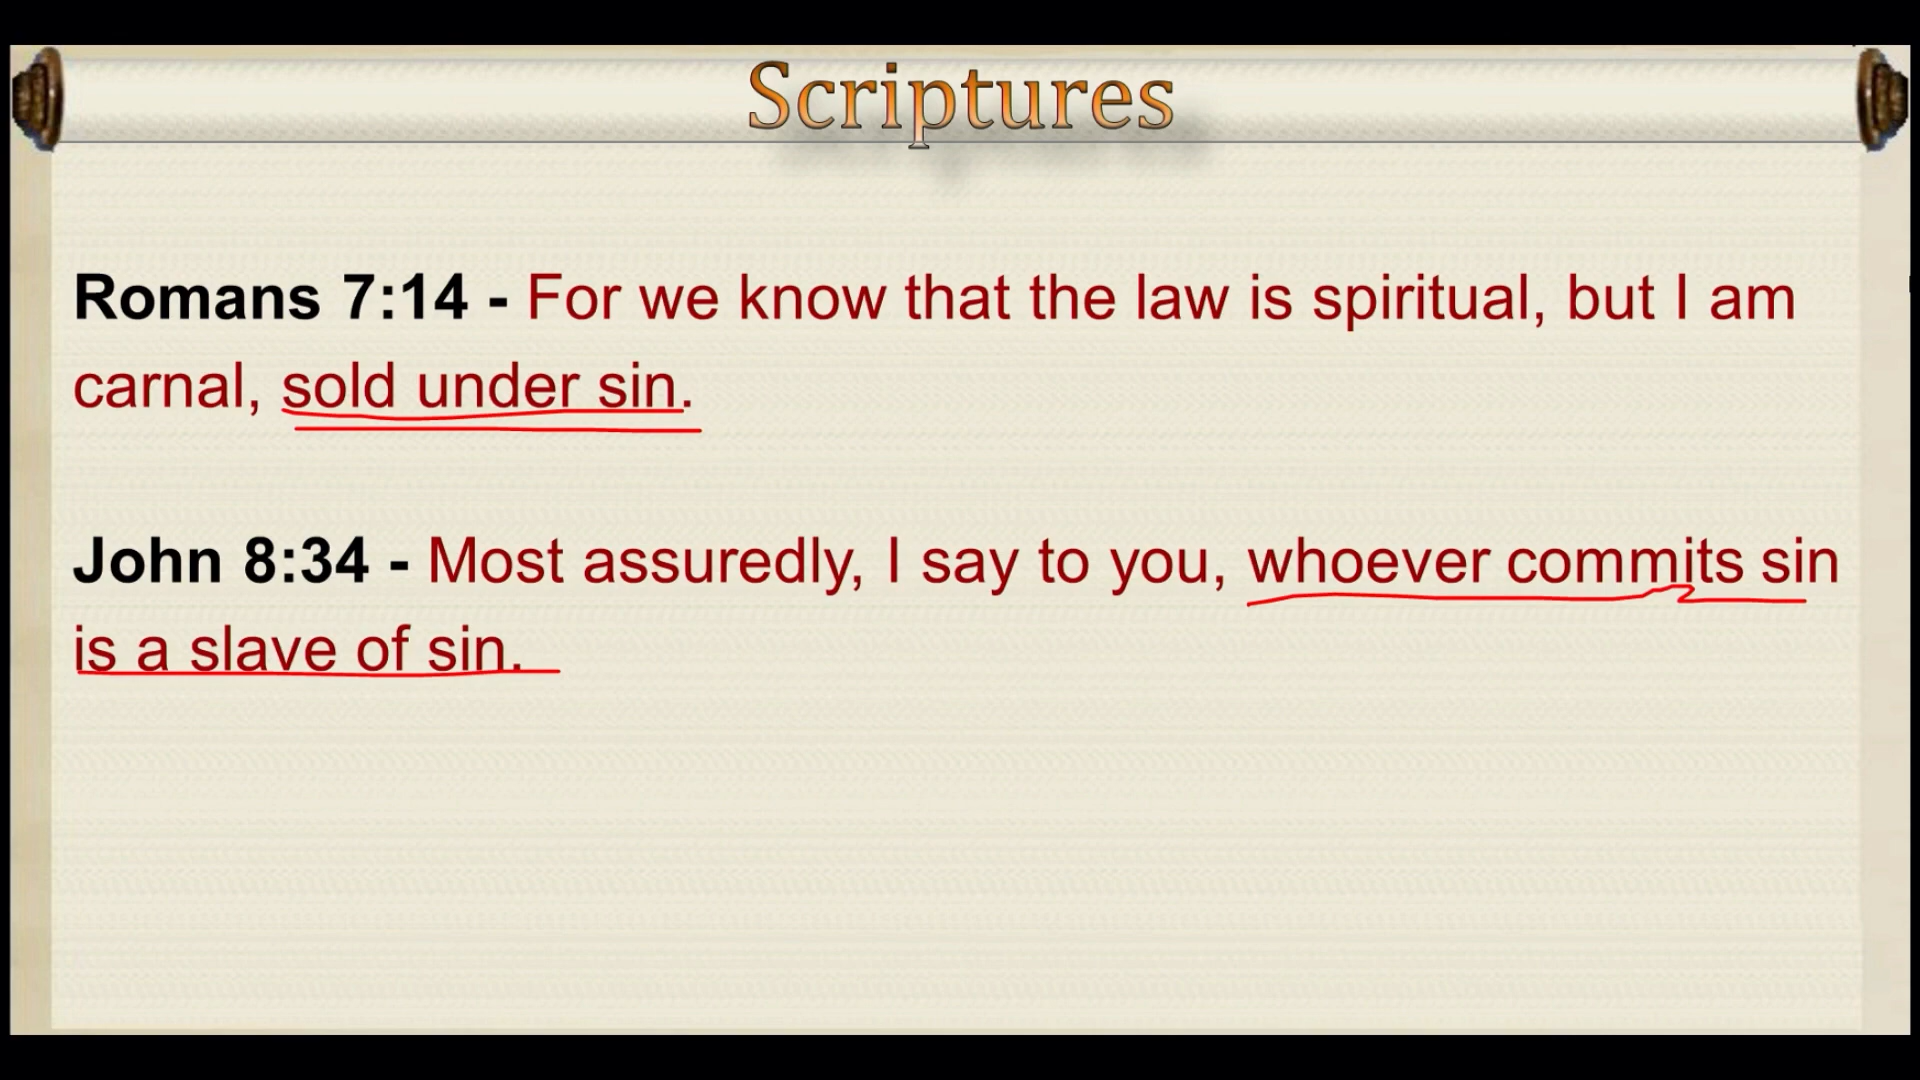 Scriptures
Romans 7:14 - For we know that the law is spiritual, but I am
carnal, sold under sin.
John 8:34 - Most assuredly, I say to you, whoever commits sin
is a slave of sin.